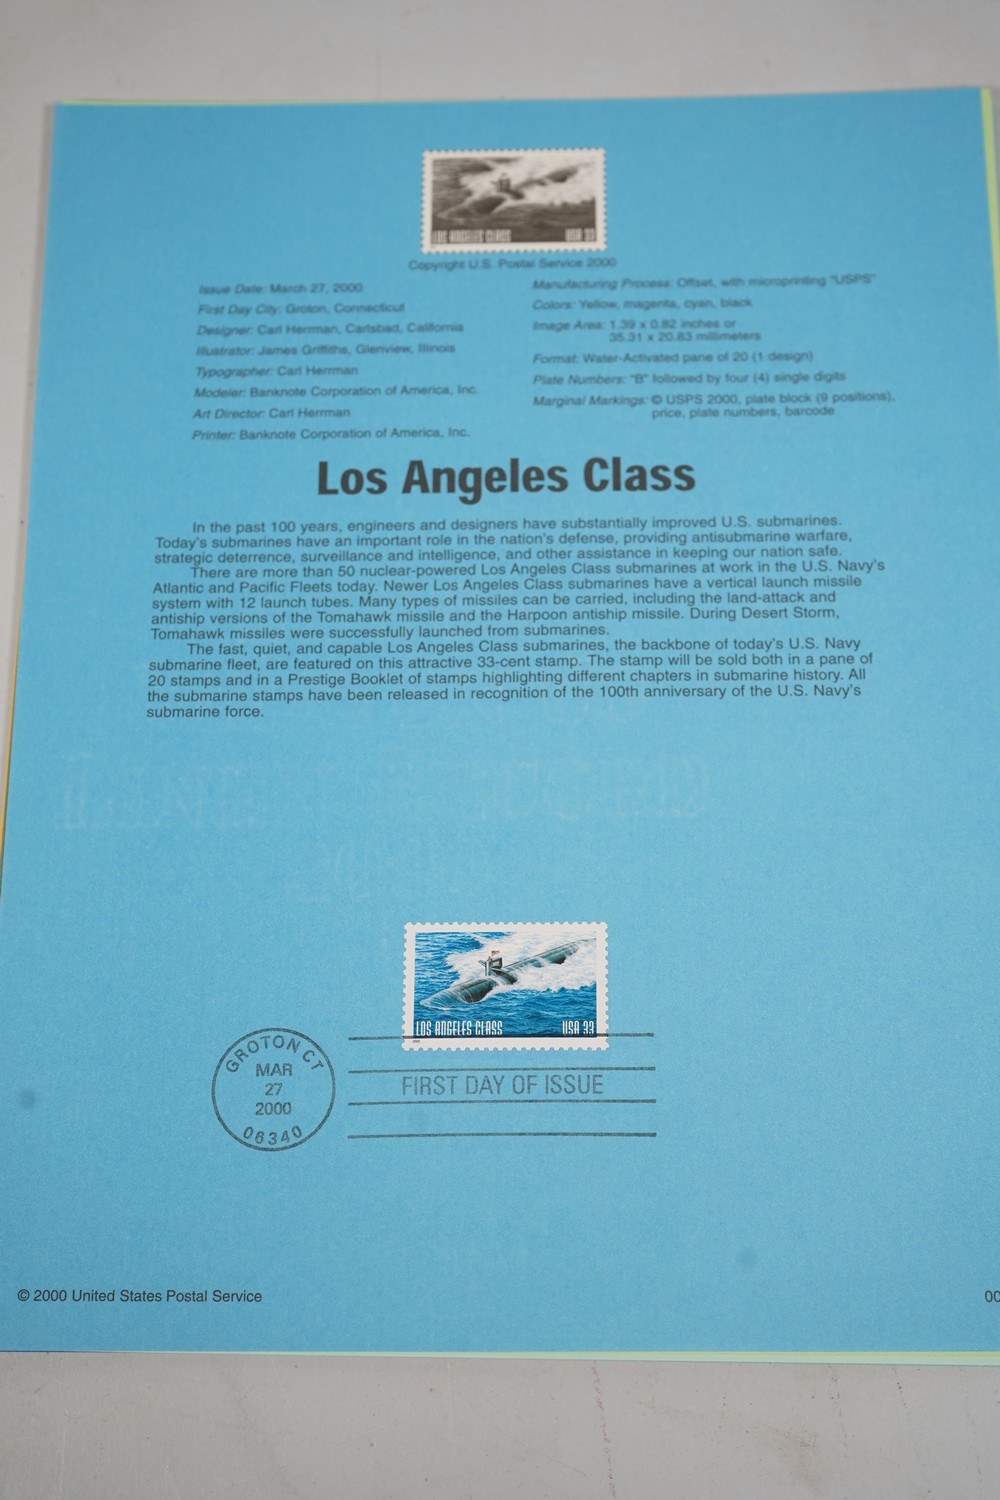 LOS ANGELES CLASS USA 33
Copyright U.S. Postal Service 2000
Issue Date: March 27, 2000
First Day City: Groton, Connecticut
Designer: Carl Herrman, Carlsbad, California
Illustrator: James Griffiths, Glenview, Illinois
Typographer: Carl Herrman
Modeler: Banknote Corporation of America, Inc.
Art Director: Carl Herrman
Printer: Banknote Corporation of America, Inc.
Manufacturing Process: Offset, with microprinting "USPS"
Colors: Yellow, magenta, cyan, black
Image Area: 1.39 x 0.82 inches or
35.31 x 20.83 millimeters
Format: Water-Activated pane of 20 (1 design)
Plate Numbers: "B" followed by four (4) single digits
Marginal Markings: © USPS 2000, plate block (9 positions),
price, plate numbers, barcode
Los Angeles Class
In the past 100 years, engineers and designers have substantially improved U.S. submarines.
Today's submarines have an important role in the nation's defense, providing antisubmarine warfare,
strategic deterrence, surveillance and intelligence, and other assistance in keeping our nation safe.
There are more than 50 nuclear-powered Los Angeles Class submarines at work in the U.S. Navy's
Atlantic and Pacific Fleets today. Newer Los Angeles Class submarines have a vertical launch missile
system with 12 launch tubes. Many types of missiles can be carried, including the land-attack and
antiship versions of the Tomahawk missile and the Harpoon antiship missile. During Desert Storm,
Tomahawk missiles were successfully launched from submarines.
The fast, quiet, and capable Los Angeles Class submarines, the backbone of today's U.S. Navy
submarine fleet, are featured on this attractive 33-cent stamp. The stamp will be sold both in a pane of
20 stamps and in a Prestige Booklet of stamps highlighting different chapters in submarine history. All
the submarine stamps have been released in recognition of the 100th anniversary of the U.S. Navy's
submarine force.
LOS ANGELES CLASS USA 33
GROTON CT
MAR
27
2000
06340
FIRST DAY OF ISSUE
© 2000 United States Postal Service
00